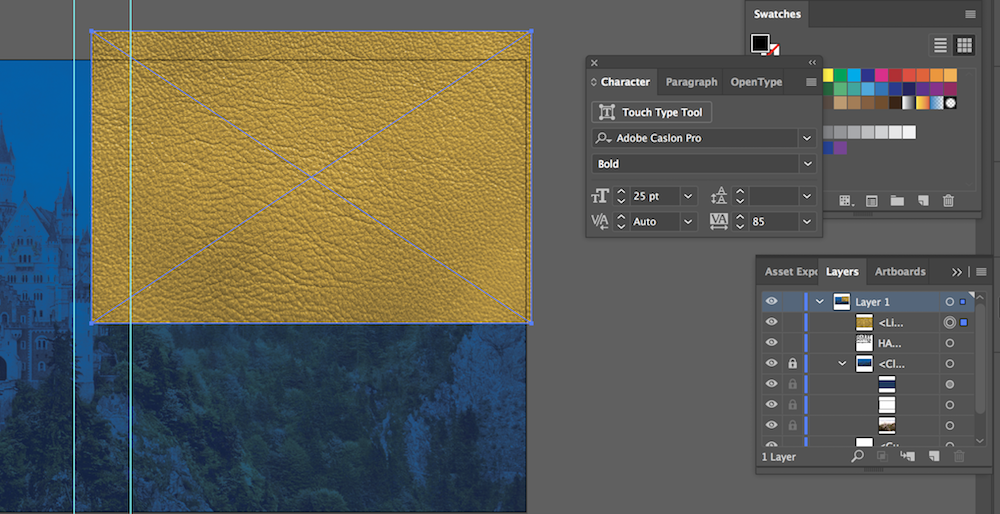 Swatches
Character
Paragraph
OpenType
Touch Type Tool
Adobe Caslon Pro
Bold
25 pt
Auto
85
Asset Expo
Layers
Artboards
Layer 1
<Li...
HA...
<Cl...
1 Layer